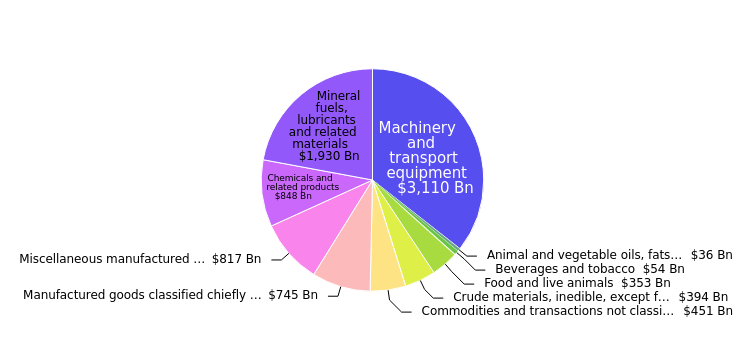 Mineral
fuels,
lubricants
and related
materials
$1,930 Bn
Machinery
and
transport
equipment
$3,110 Bn
Chemicals and
related products
$848 Bn
Miscellaneous manufactured … $817 Bn
Manufactured goods classified chiefly … $745 Bn
Animal and vegetable oils, fats… $36 Bn
Beverages and tobacco $54 Bn
Food and live animals $353 Bn
Crude materials, inedible, except f… $394 Bn
Commodities and transactions not classi… $451 Bn